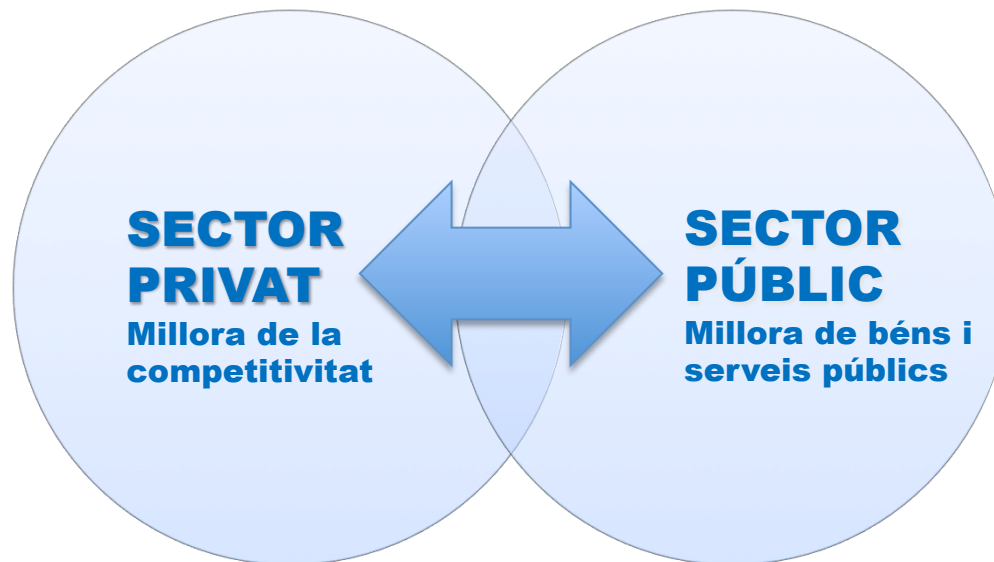 SECTOR
PRIVAT
Millora de la
competitivitat
SECTOR
PÚBLIC
Millora de béns i
serveis públics